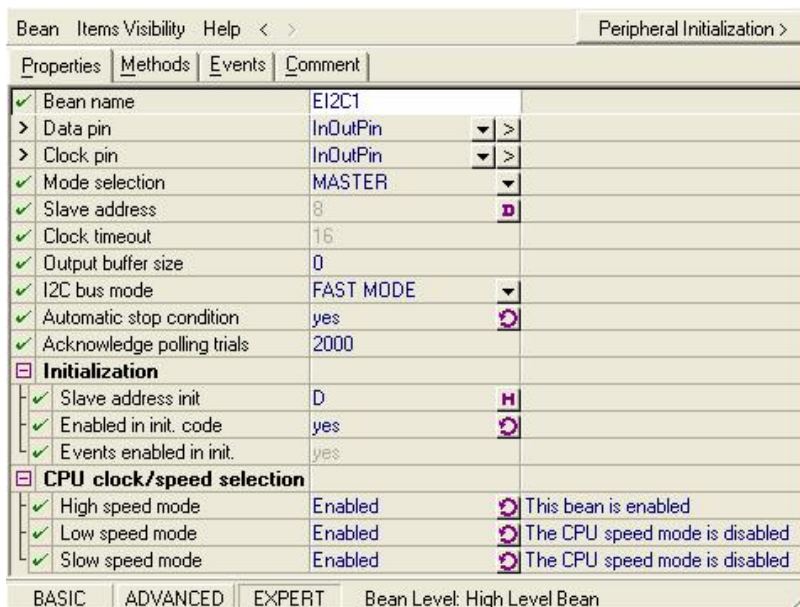 Bean Items Visibility Help < > Peripheral Initialization >
Properties Methods Events Comment
Bean name EI2C1
> Data pin InOutPin >
> Clock pin InOutPin >
Mode selection MASTER
Slave address 8 D
Clock timeout 16
Output buffer size 0
I2C bus mode FAST MODE
Automatic stop condition yes
Acknowledge polling trials 2000
Initialization
Slave address init D H
Enabled in init. code yes
Events enabled in init. yes
CPU clock/speed selection
High speed mode Enabled This bean is enabled
Low speed mode Enabled The CPU speed mode is disabled
Slow speed mode Enabled The CPU speed mode is disabled
BASIC ADVANCED EXPERT Bean Level: High Level Bean